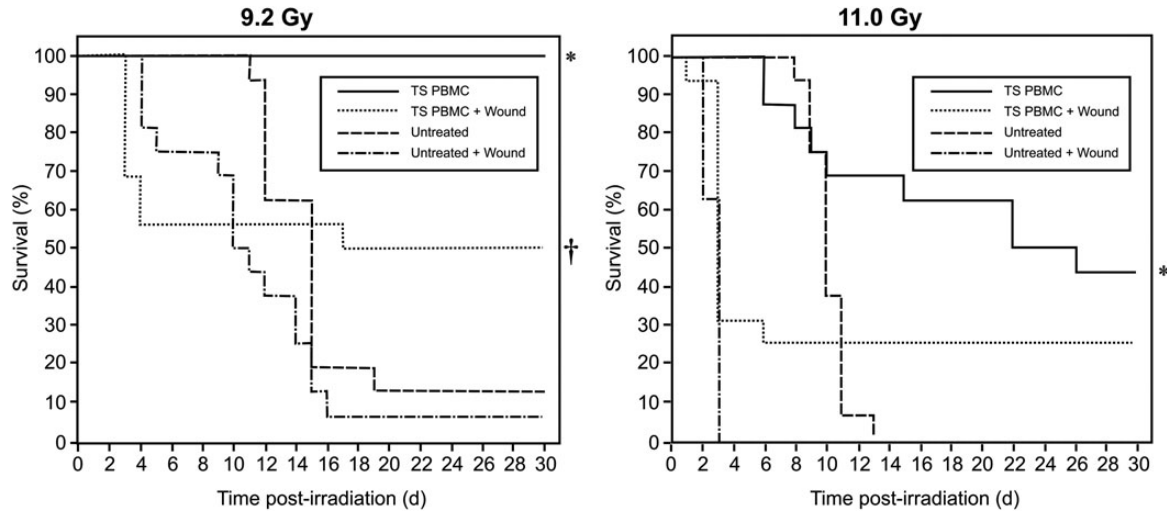 9.2 Gy
Survival (%)
100
90
80
70
60
50
40
30
20
10
0
TS PBMC
TS PBMC + Wound
Untreated
Untreated + Wound
*
†
0 2 4 6 8 10 12 14 16 18 20 22 24 26 28 30
Time post-irradiation (d)
11.0 Gy
Survival (%)
100
90
80
70
60
50
40
30
20
10
0
TS PBMC
TS PBMC + Wound
Untreated
Untreated + Wound
*
0 2 4 6 8 10 12 14 16 18 20 22 24 26 28 30
Time post-irradiation (d)